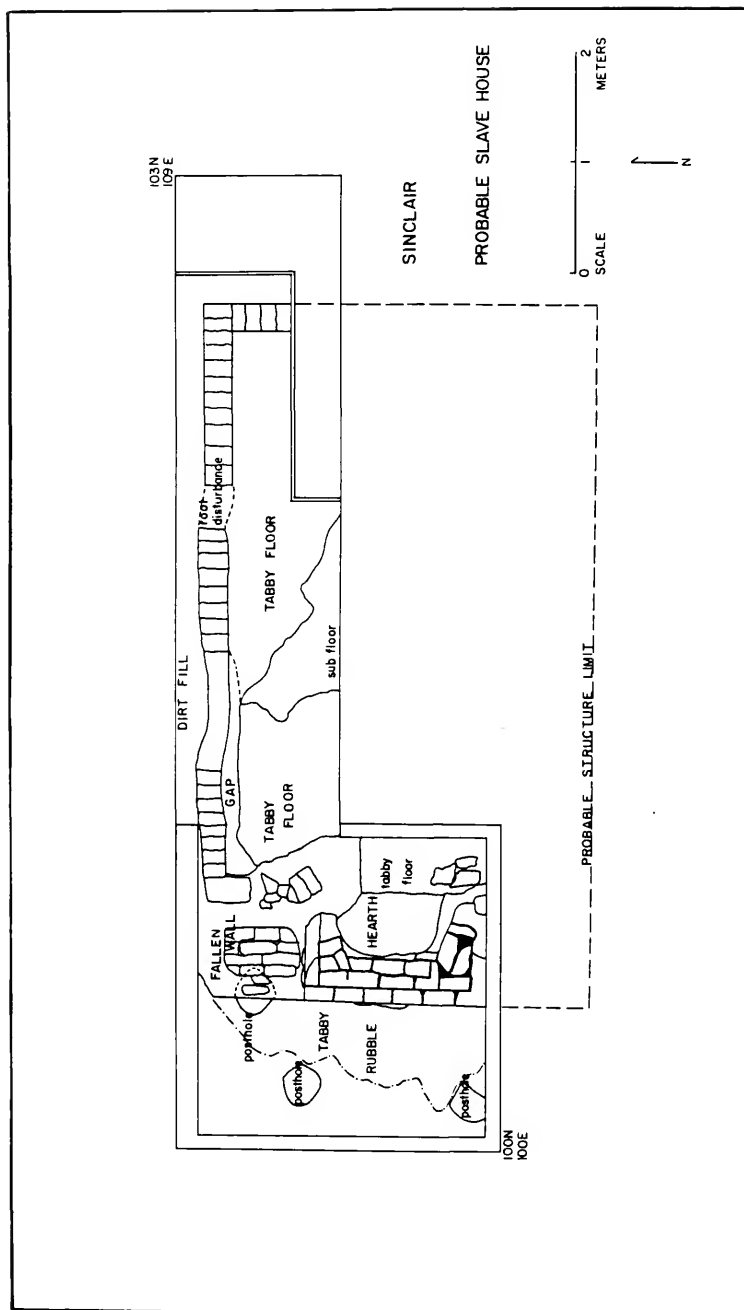 103N
109E
DIRT FILL
root
disturbance
GAP
TABBY FLOOR
TABBY
FLOOR
sub floor
FALLEN
WALL
posthole
posthole
posthole
TABBY
RUBBLE
HEARTH
tabby
floor
100N
100E
PROBABLE STRUCTURE LIMIT
SINCLAIR
PROBABLE SLAVE HOUSE
0
1
2
SCALE
METERS
N